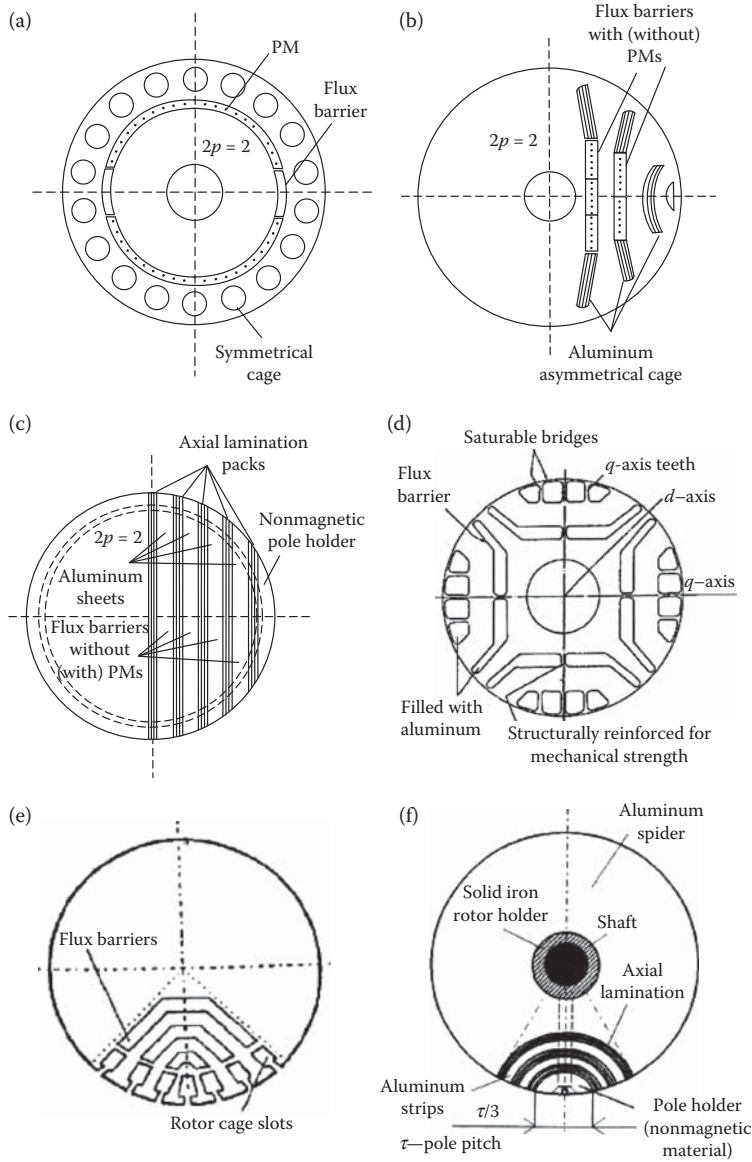 (a)
PM
Flux
barrier
2p = 2
Symmetrical
cage
(b)
Flux barriers
with (without)
PMs
2p = 2
Aluminum
asymmetrical cage
(c)
Axial lamination
packs
Nonmagnetic
pole holder
2p = 2
Aluminum
sheets
Flux barriers
without
(with) PMs
(d)
Saturable bridges
Flux
barrier
q-axis teeth
d–axis
q–axis
Filled with
aluminum
Structurally reinforced for
mechanical strength
(e)
Flux barriers
Rotor cage slots
(f)
Aluminum
spider
Solid iron
rotor holder
Shaft
Axial
lamination
Aluminum
strips
τ/3
τ—pole pitch
Pole holder
(nonmagnetic
material)